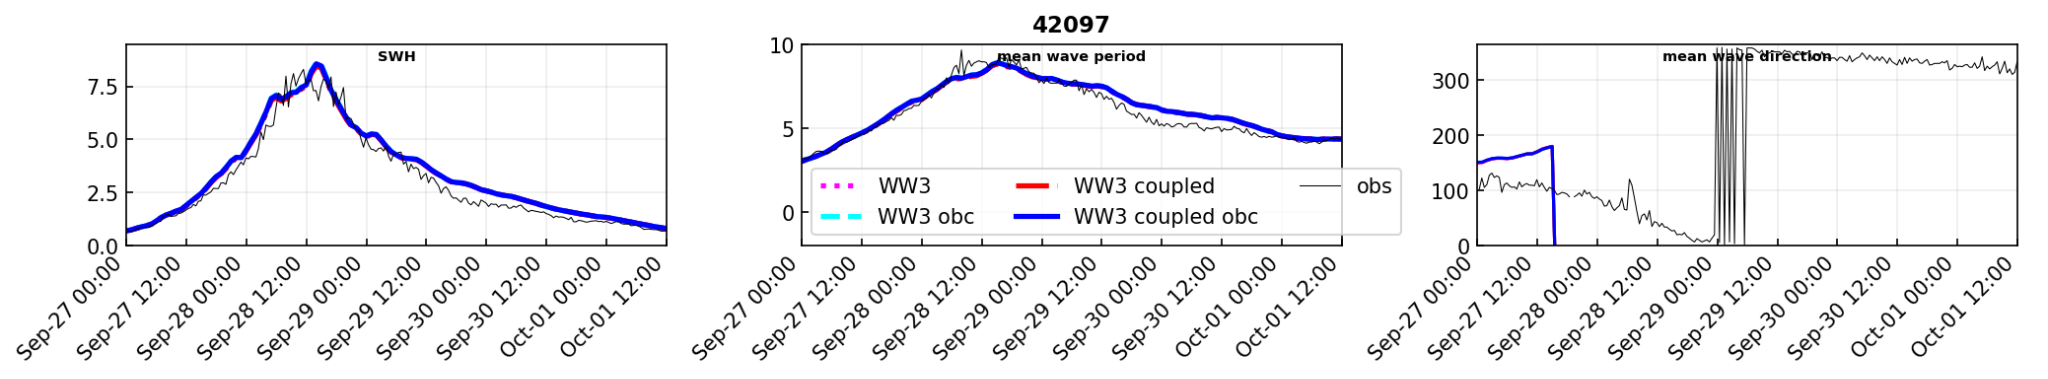 42097
SWH
7.5
5.0
2.5
0.0
Sep-27 00:00
Sep-27 12:00
Sep-28 00:00
Sep-28 12:00
Sep-29 00:00
Sep-29 12:00
Sep-30 00:00
Sep-30 12:00
Oct-01 00:00
Oct-01 12:00
mean wave period
10
5
0
WW3 WW3 coupled obs
WW3 obc WW3 coupled obc
Sep-27 00:00
Sep-27 12:00
Sep-28 00:00
Sep-28 12:00
Sep-29 00:00
Sep-29 12:00
Sep-30 00:00
Sep-30 12:00
Oct-01 00:00
Oct-01 12:00
mean wave direction
300
200
100
0
Sep-27 00:00
Sep-27 12:00
Sep-28 00:00
Sep-28 12:00
Sep-29 00:00
Sep-29 12:00
Sep-30 00:00
Sep-30 12:00
Oct-01 00:00
Oct-01 12:00